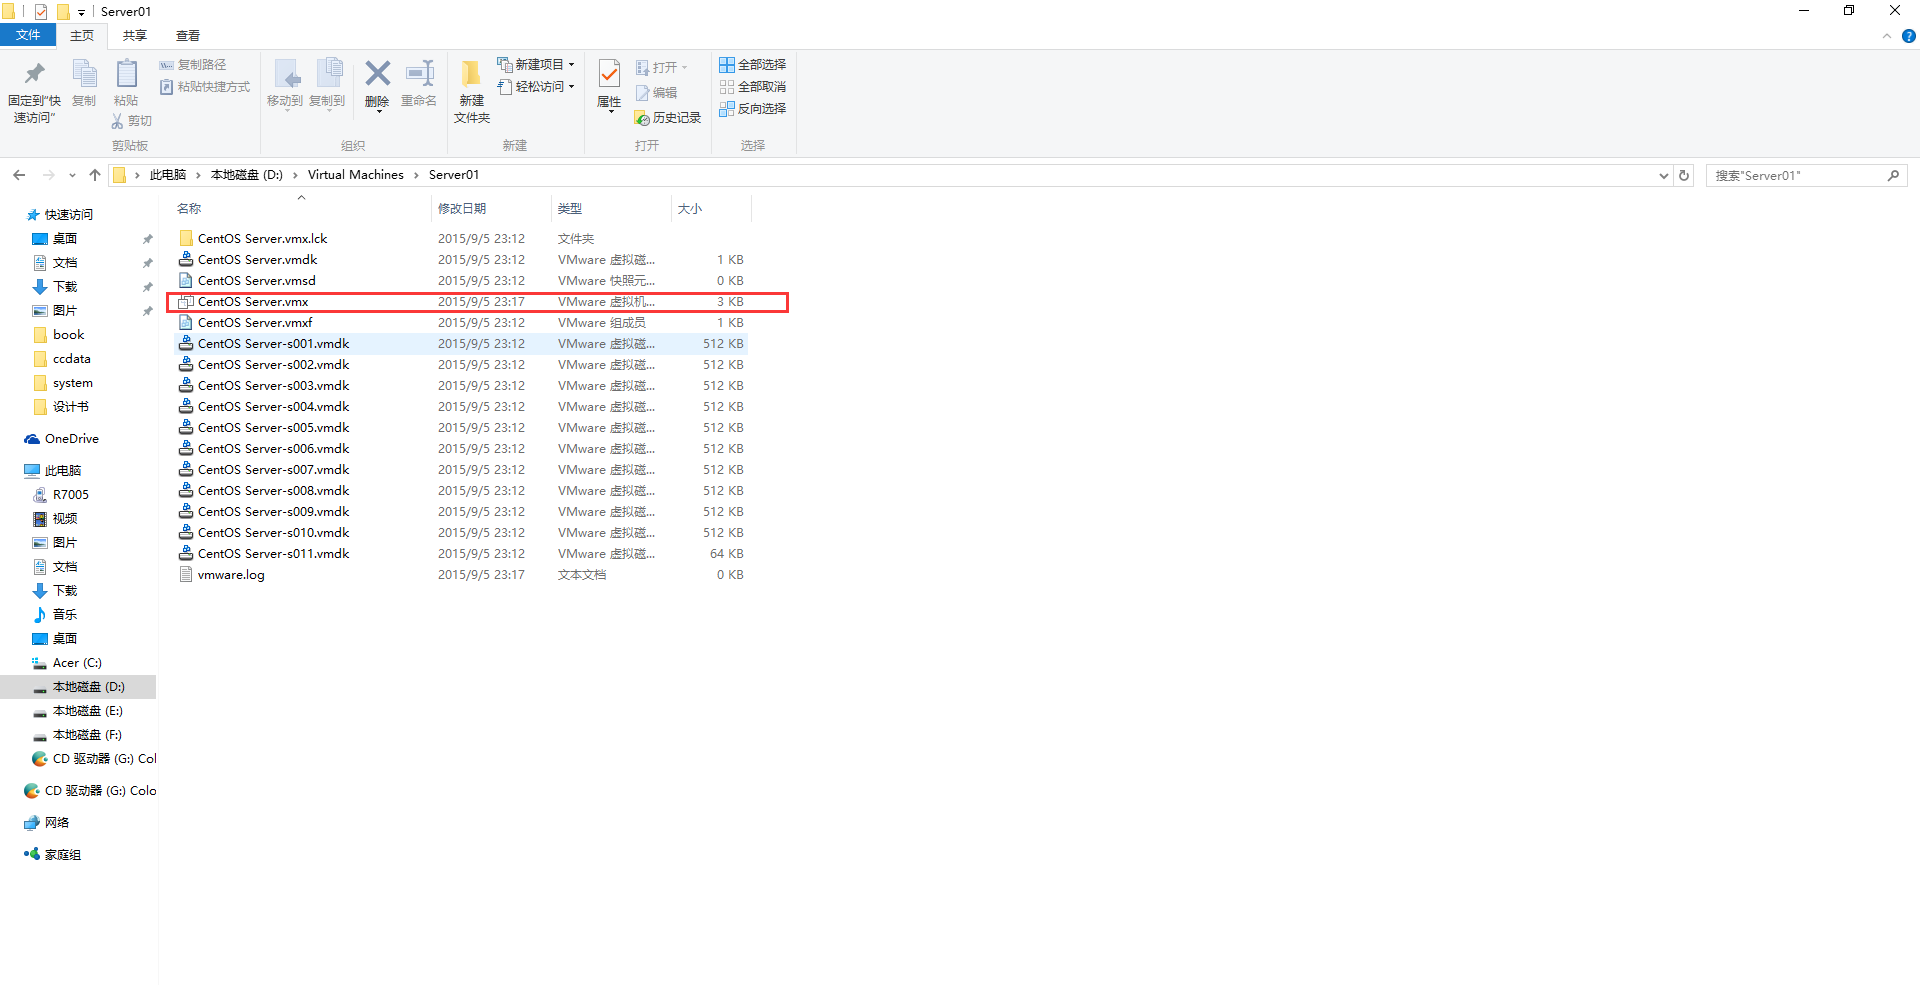 Server01
文件 主页 共享 查看
固定到"快速访问"
复制
粘贴
复制路径
粘贴快捷方式
剪切
剪贴板
移动到
复制到
删除
重命名
组织
新建
文件夹
新建项目
轻松访问
新建
属性
打开
编辑
历史记录
打开
全部选择
全部取消
反向选择
选择
此电脑 › 本地磁盘 (D:) › Virtual Machines › Server01
搜索"Server01"
快速访问
桌面
文档
下载
图片
book
ccdata
system
设计书
OneDrive
此电脑
R7005
视频
图片
文档
下载
音乐
桌面
Acer (C:)
本地磁盘 (D:)
本地磁盘 (E:)
本地磁盘 (F:)
CD 驱动器 (G:) Col
CD 驱动器 (G:) Colo
网络
家庭组
名称 修改日期 类型 大小
CentOS Server.vmx.lck 2015/9/5 23:12 文件夹
CentOS Server.vmdk 2015/9/5 23:12 VMware 虚拟磁... 1 KB
CentOS Server.vmsd 2015/9/5 23:12 VMware 快照元... 0 KB
CentOS Server.vmx 2015/9/5 23:17 VMware 虚拟机... 3 KB
CentOS Server.vmxf 2015/9/5 23:12 VMware 组成员 1 KB
CentOS Server-s001.vmdk 2015/9/5 23:12 VMware 虚拟磁... 512 KB
CentOS Server-s002.vmdk 2015/9/5 23:12 VMware 虚拟磁... 512 KB
CentOS Server-s003.vmdk 2015/9/5 23:12 VMware 虚拟磁... 512 KB
CentOS Server-s004.vmdk 2015/9/5 23:12 VMware 虚拟磁... 512 KB
CentOS Server-s005.vmdk 2015/9/5 23:12 VMware 虚拟磁... 512 KB
CentOS Server-s006.vmdk 2015/9/5 23:12 VMware 虚拟磁... 512 KB
CentOS Server-s007.vmdk 2015/9/5 23:12 VMware 虚拟磁... 512 KB
CentOS Server-s008.vmdk 2015/9/5 23:12 VMware 虚拟磁... 512 KB
CentOS Server-s009.vmdk 2015/9/5 23:12 VMware 虚拟磁... 512 KB
CentOS Server-s010.vmdk 2015/9/5 23:12 VMware 虚拟磁... 512 KB
CentOS Server-s011.vmdk 2015/9/5 23:12 VMware 虚拟磁... 64 KB
vmware.log 2015/9/5 23:17 文本文档 0 KB